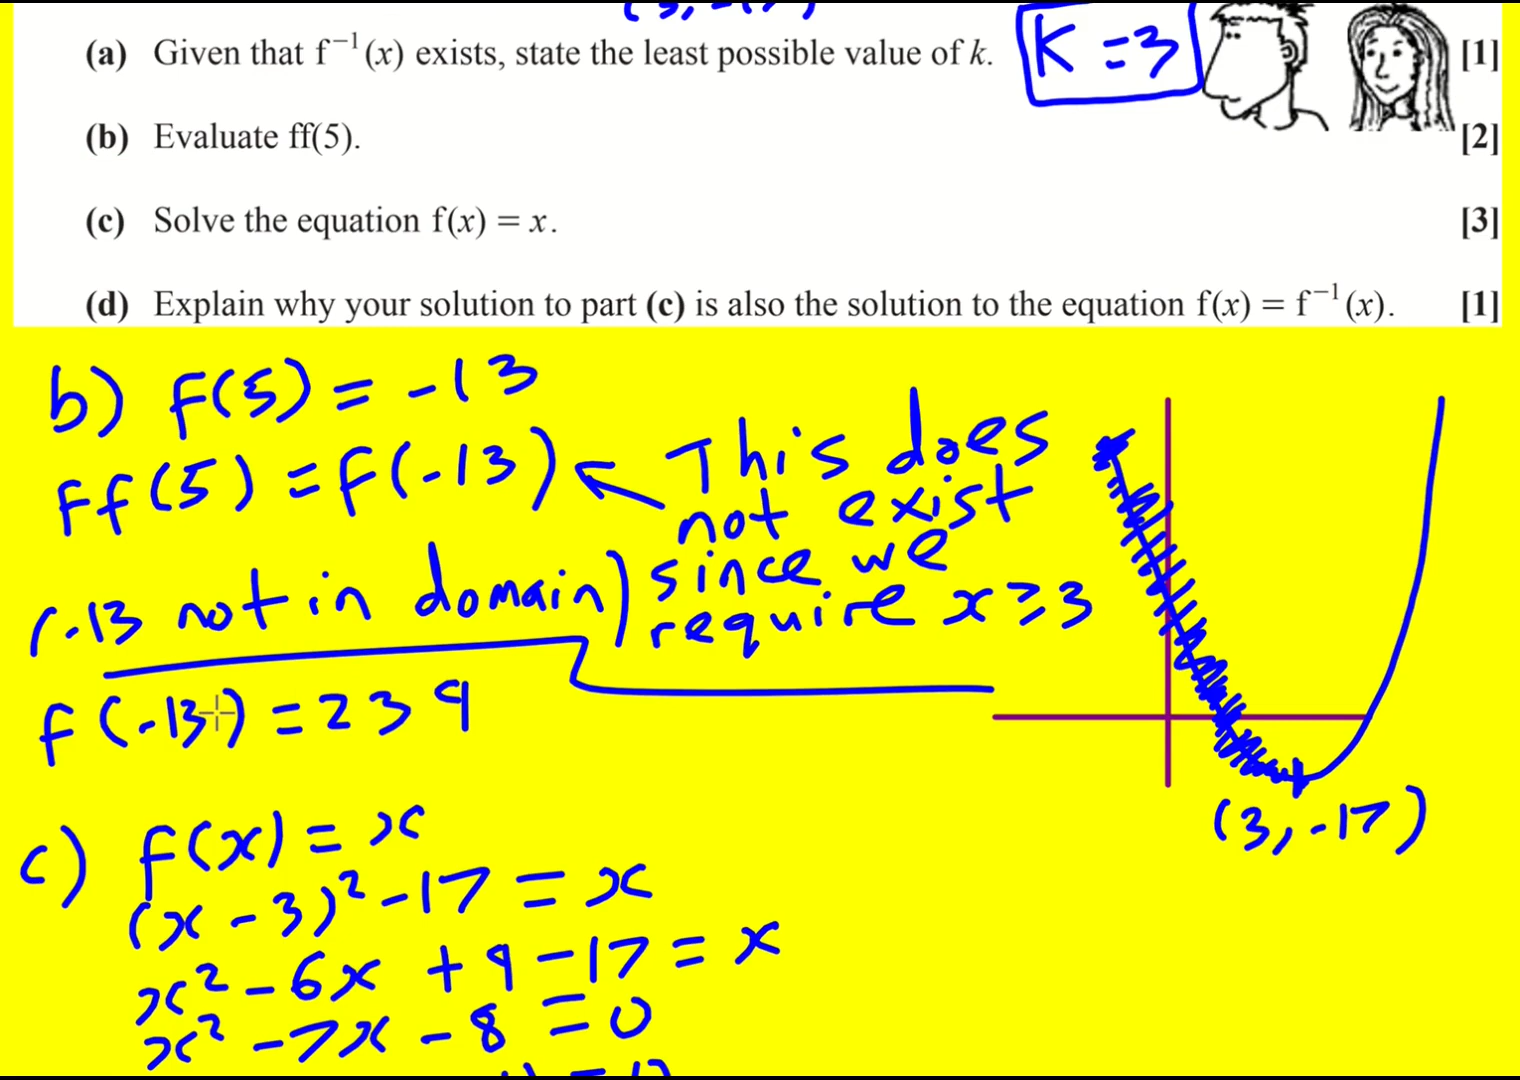 (a) Given that f⁻¹(x) exists, state the least possible value of k. K = 3 [1]
(b) Evaluate ff(5). [2]
(c) Solve the equation f(x) = x. [3]
(d) Explain why your solution to part (c) is also the solution to the equation f(x) = f⁻¹(x). [1]
b) f(5) = -13
ff(5) = f(-13) This does
not exist
(-13 not in domain) since we
require x ≥ 3
f(-13) = 239
(3, -17)
c) f(x) = x
(x - 3)² - 17 = x
x² - 6x + 9 - 17 = x
x² - 7x - 8 = 0